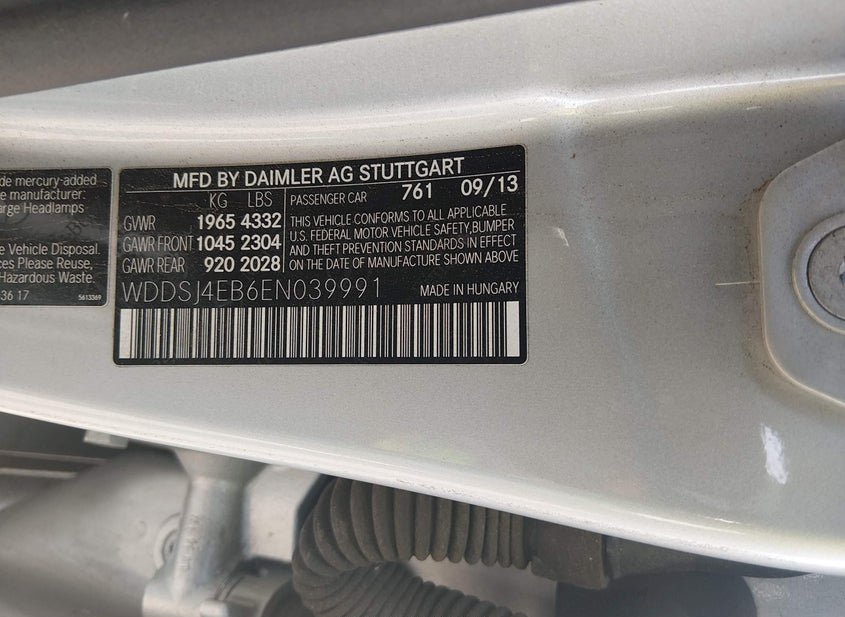 de mercury-added
e manufacturer.
arge Headlamps
e Vehicle Disposal.
ces Please Reuse,
Hazardous Waste.
36 17
5613369
MFD BY DAIMLER AG STUTTGART
KG LBS
GVWR 1965 4332
GAWR FRONT 1045 2304
GAWR REAR 920 2028
PASSENGER CAR 761 09/13
THIS VEHICLE CONFORMS TO ALL APPLICABLE
U.S. FEDERAL MOTOR VEHICLE SAFETY,BUMPER
AND THEFT PREVENTION STANDARDS IN EFFECT
ON THE DATE OF MANUFACTURE SHOWN ABOVE
WDDSJ4EB6EN039991
MADE IN HUNGARY